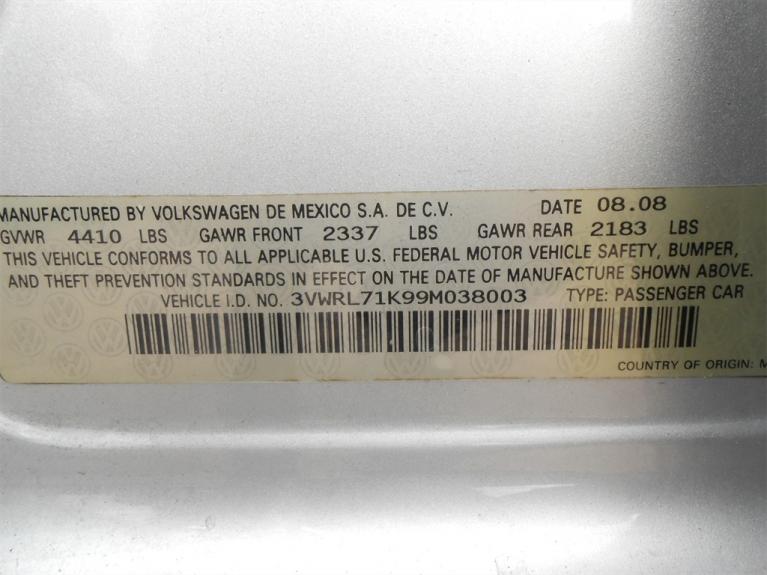 MANUFACTURED BY VOLKSWAGEN DE MEXICO S.A. DE C.V. DATE 08.08
GVWR 4410 LBS GAWR FRONT 2337 LBS GAWR REAR 2183 LBS
THIS VEHICLE CONFORMS TO ALL APPLICABLE U.S. FEDERAL MOTOR VEHICLE SAFETY, BUMPER,
AND THEFT PREVENTION STANDARDS IN EFFECT ON THE DATE OF MANUFACTURE SHOWN ABOVE.
VEHICLE I.D. NO. 3VWRL71K99M038003 TYPE: PASSENGER CAR
COUNTRY OF ORIGIN: M